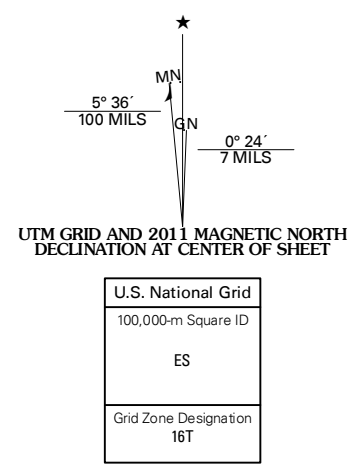 ★
M.N.
5° 36´
100 MILS
GN
0° 24´
7 MILS
UTM GRID AND 2011 MAGNETIC NORTH
DECLINATION AT CENTER OF SHEET
U.S. National Grid
100,000-m Square ID
ES
Grid Zone Designation
16T